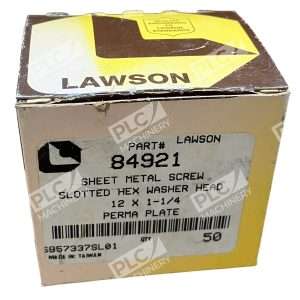 LAWSON
PART# LAWSON
84921
SHEET METAL SCREW
SLOTTED HEX WASHER HEAD
12 X 1-1/4
PERMA PLATE
QTY
50
S957337SL01
MADE IN TAIWAN
PLC
MACHINERY